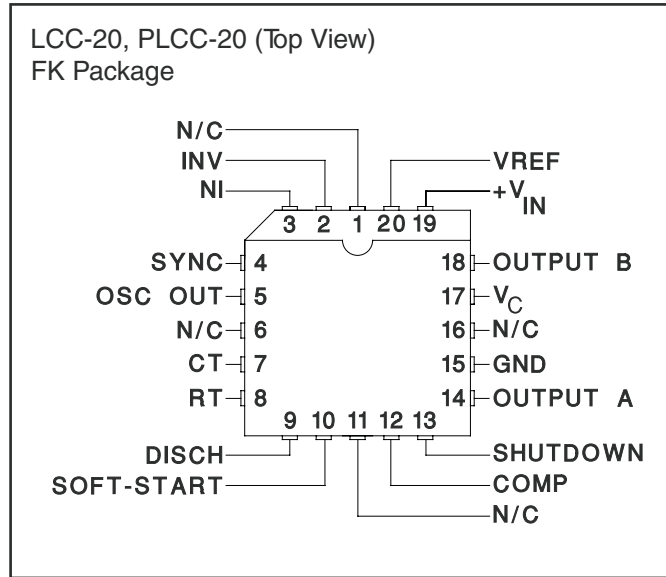 LCC-20, PLCC-20 (Top View)
FK Package
N/C
INV
VREF
NI
+VIN
3 2 1 20 19
SYNC 4
18 OUTPUT B
OSC OUT 5
17 VC
N/C 6
16 N/C
CT 7
15 GND
RT 8
14 OUTPUT A
9 10 11 12 13
DISCH
SHUTDOWN
SOFT-START
COMP
N/C